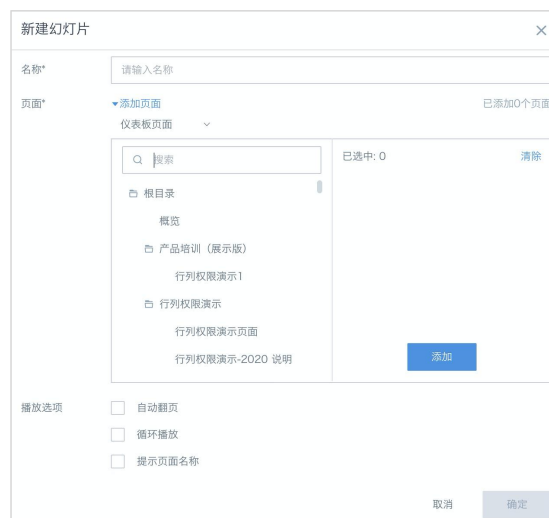 新建幻灯片
名称*
请输入名称
页面*
添加页面
已添加0个页面
仪表板页面
搜索
已选中: 0
清除
根目录
概览
产品培训（展示版）
行列权限演示1
行列权限演示
行列权限演示页面
行列权限演示-2020 说明
添加
播放选项
自动翻页
循环播放
提示页面名称
取消
确定